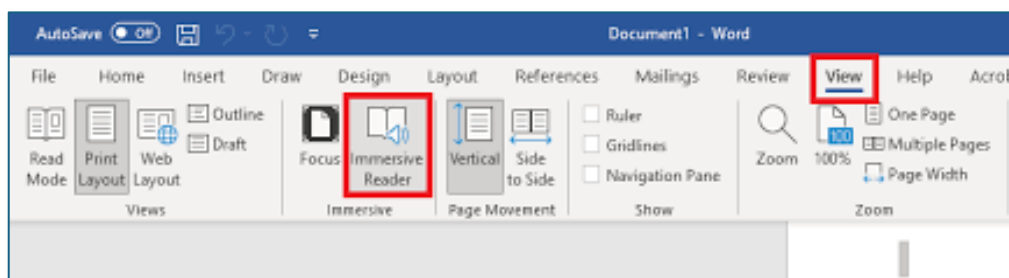 AutoSave Off Document1 - Word
File Home Insert Draw Design Layout References Mailings Review View Help
Outline Ruler One Page
Draft Gridlines 100 Multiple Pages
Read Print Web Focus Immersive Vertical Side Zoom 100%
Mode Layout Layout Reader to Side Navigation Pane Page Width
Views Immersive Page Movement Show Zoom